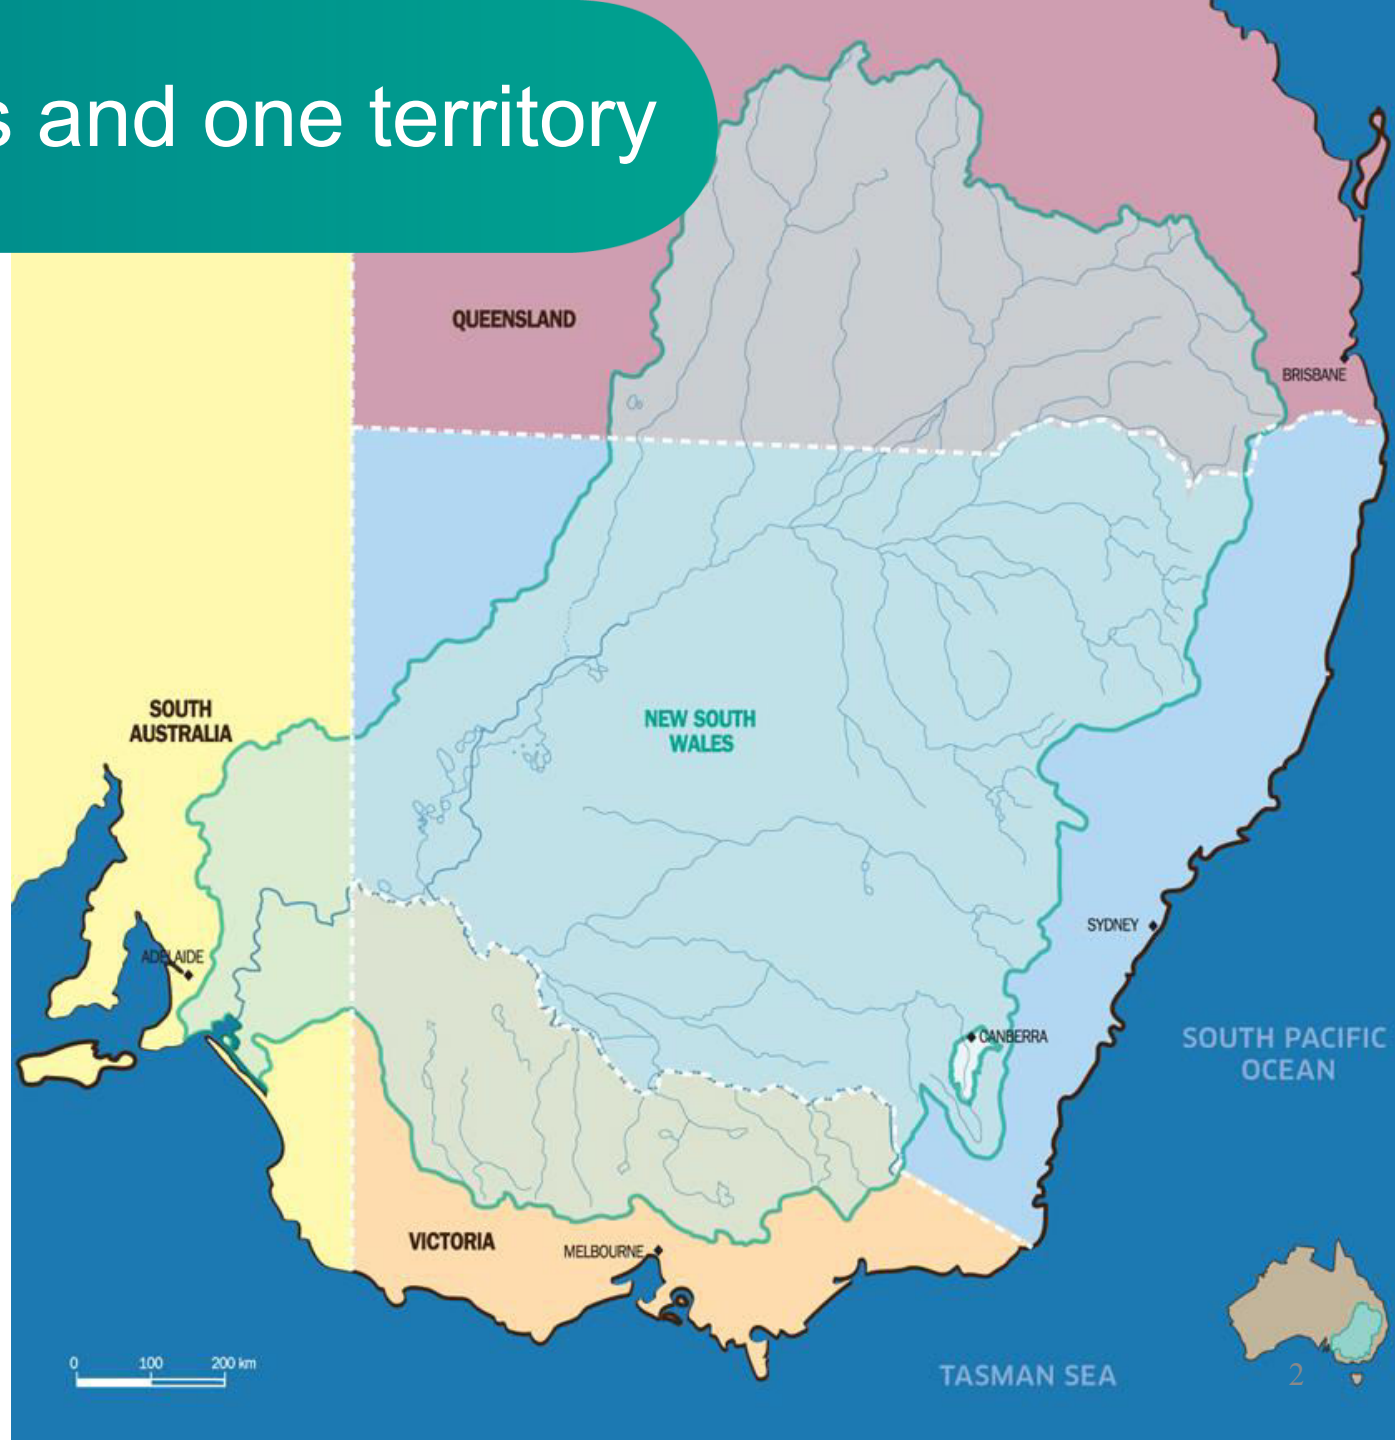 s and one territory
QUEENSLAND
BRISBANE
SOUTH
AUSTRALIA
NEW SOUTH
WALES
SYDNEY
ADELAIDE
CANBERRA
SOUTH PACIFIC
OCEAN
VICTORIA
MELBOURNE
0 100 200 km
TASMAN SEA
2